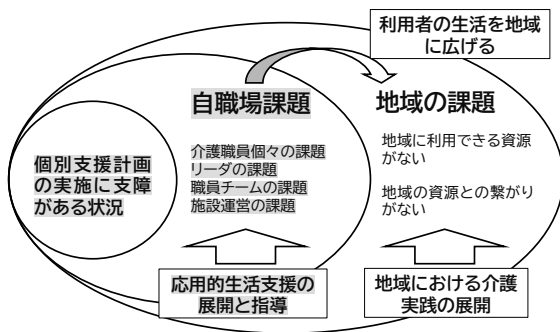 利用者の生活を地域
に広げる
自職場課題
地域の課題
個別支援計画
の実施に支障
がある状況
介護職員個々の課題
リーダの課題
職員チームの課題
施設運営の課題
地域に利用できる資源
がない
地域の資源との繋がり
がない
応用的生活支援の
展開と指導
地域における介護
実践の展開